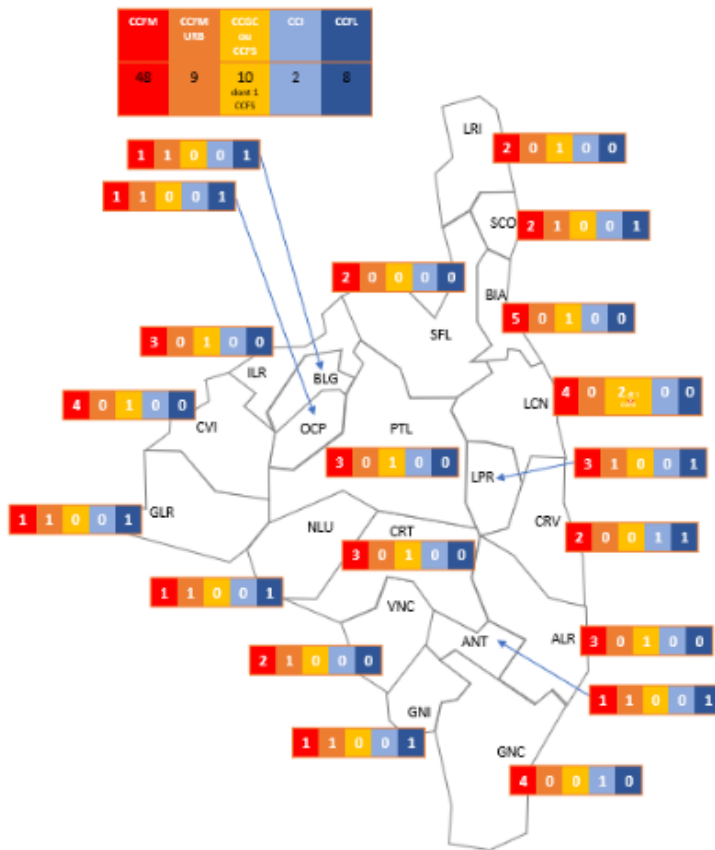 CCFM CCFM URB CCGC ou CCFS CCI CCFL
48 9 10 dont 1 CCFS 2 8
LRI
1 1 0 0 1
2 0 1 0 0
1 1 0 0 1
SCO
2 1 0 0 1
2 0 0 0 0
BIA
5 0 1 0 0
SFL
3 0 1 0 0
ILR
BLG
4 0 1 0 0
4 0 2 0 0
LCN
CVI
OCP
PTL
3 0 1 0 0
3 1 0 0 1
LPR
GLR
1 1 0 0 1
NLU
CRT
CRV
2 0 0 1 1
3 0 1 0 0
1 1 0 0 1
VNC
ANT
ALR
3 0 1 0 0
2 1 0 0 0
1 1 0 0 1
GNI
1 1 0 0 1
GNC
4 0 0 1 0